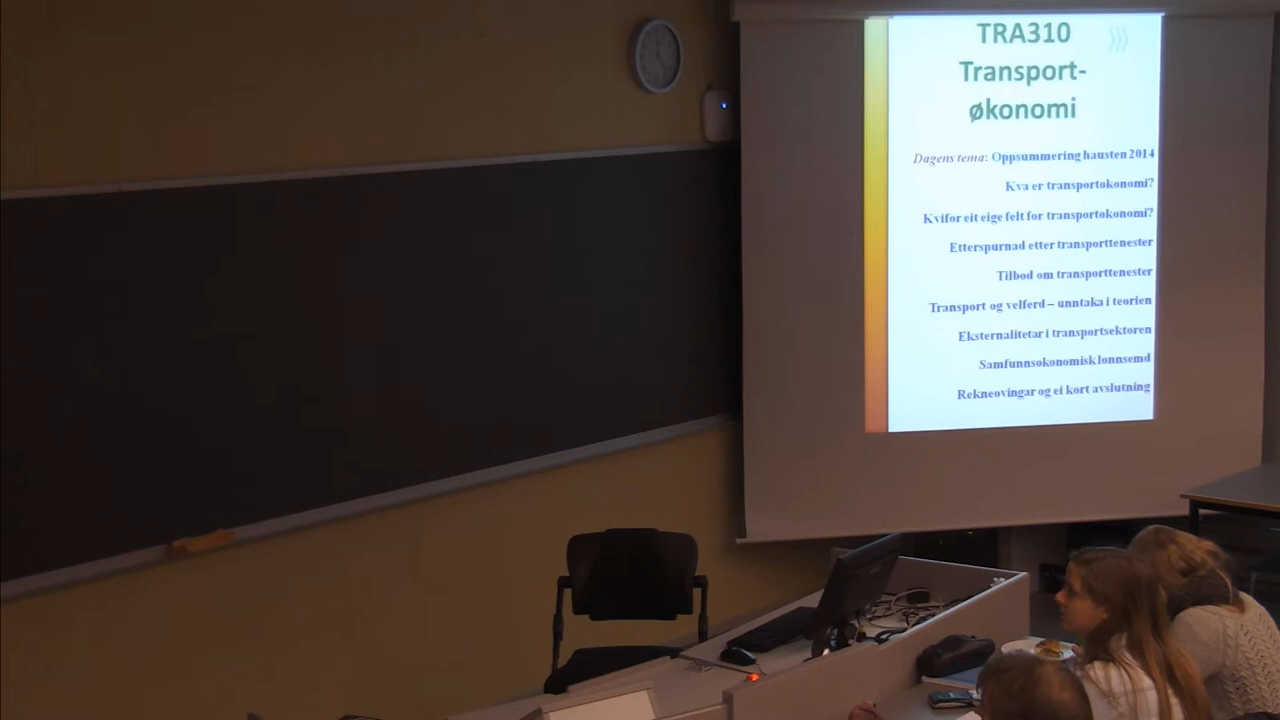 TRA310
Transport-
økonomi
Dagens tema: Oppsummering hausten 2014
Kva er transportøkonomi?
Kvifor eit eige felt for transportøkonomi?
Etterspurnad etter transporttenester
Tilbod om transporttenester
Transport og velferd – unntaka i teorien
Eksternalitetar i transportsektoren
Samfunnsøkonomisk lønnsemd
Rekneøvingar og ei kort avslutning